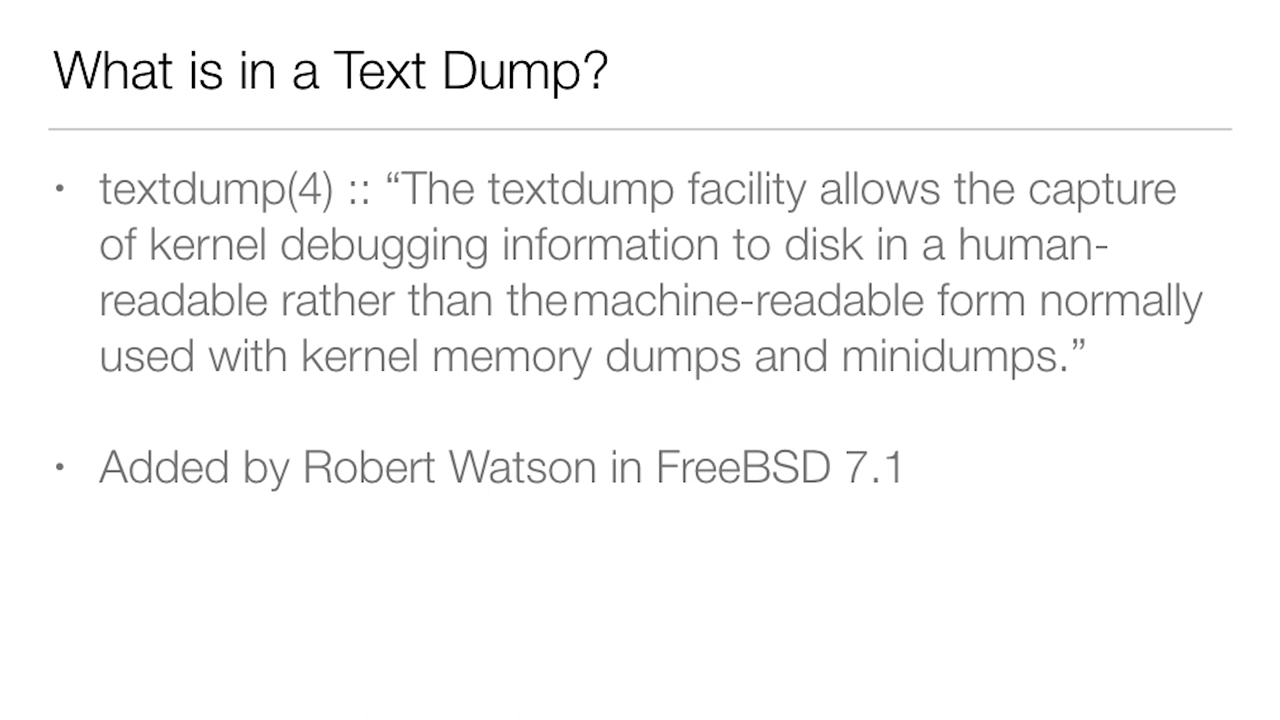 What is in a Text Dump?
• textdump(4) :: “The textdump facility allows the capture
of kernel debugging information to disk in a human-
readable rather than themachine-readable form normally
used with kernel memory dumps and minidumps.”
• Added by Robert Watson in FreeBSD 7.1